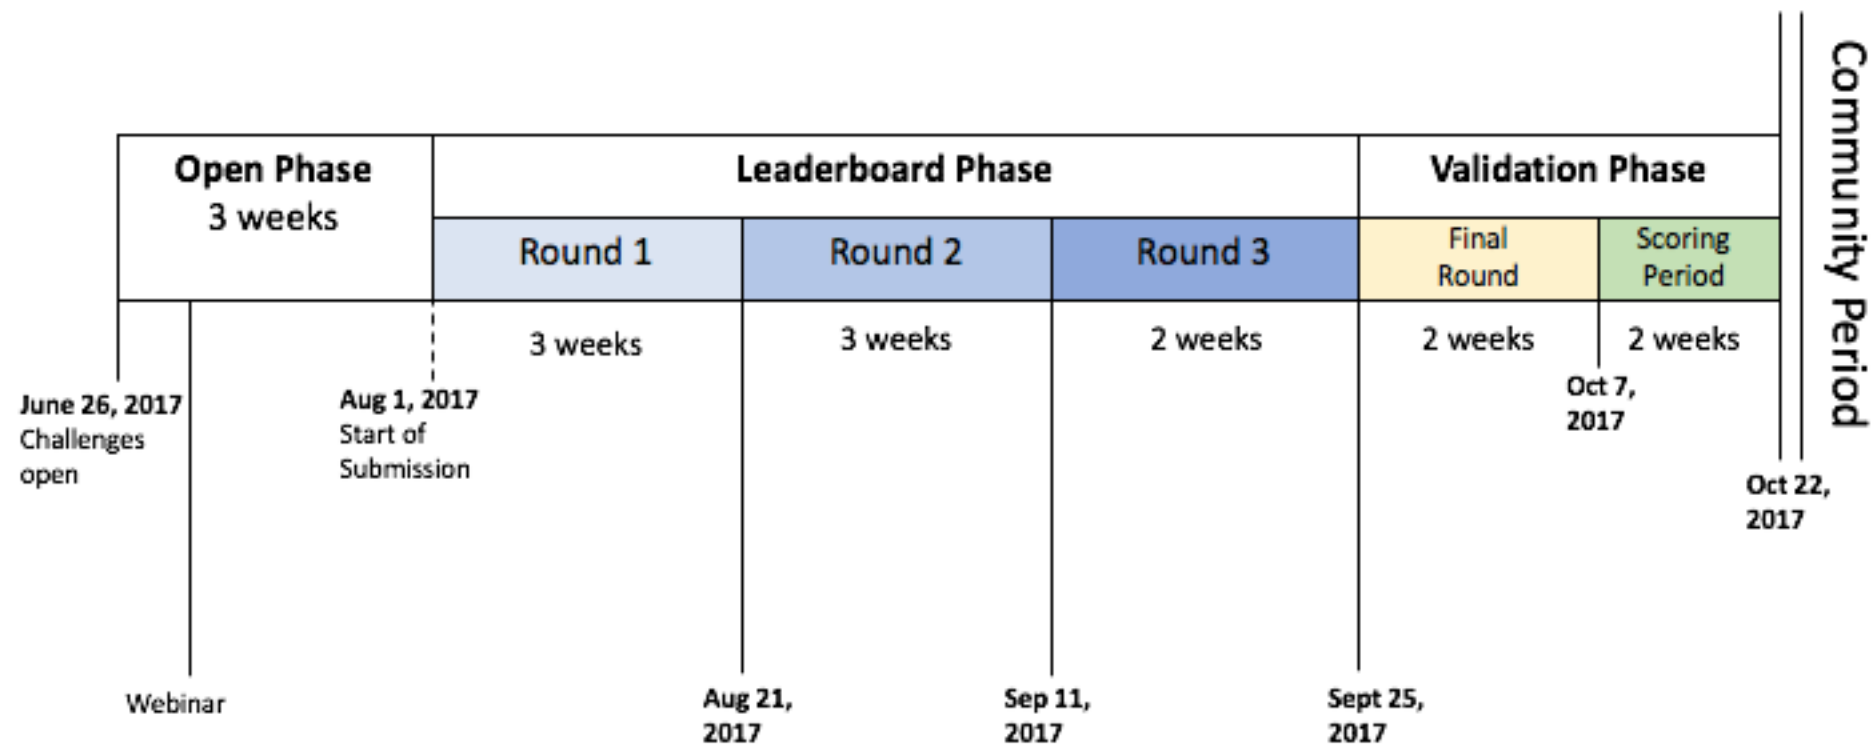 Open Phase
3 weeks
Leaderboard Phase
Validation Phase
Round 1
Round 2
Round 3
Final
Round
Scoring
Period
3 weeks
3 weeks
2 weeks
2 weeks
2 weeks
June 26, 2017
Challenges
open
Aug 1, 2017
Start of
Submission
Oct 7,
2017
Oct 22,
2017
Webinar
Aug 21,
2017
Sep 11,
2017
Sept 25,
2017
Community Period